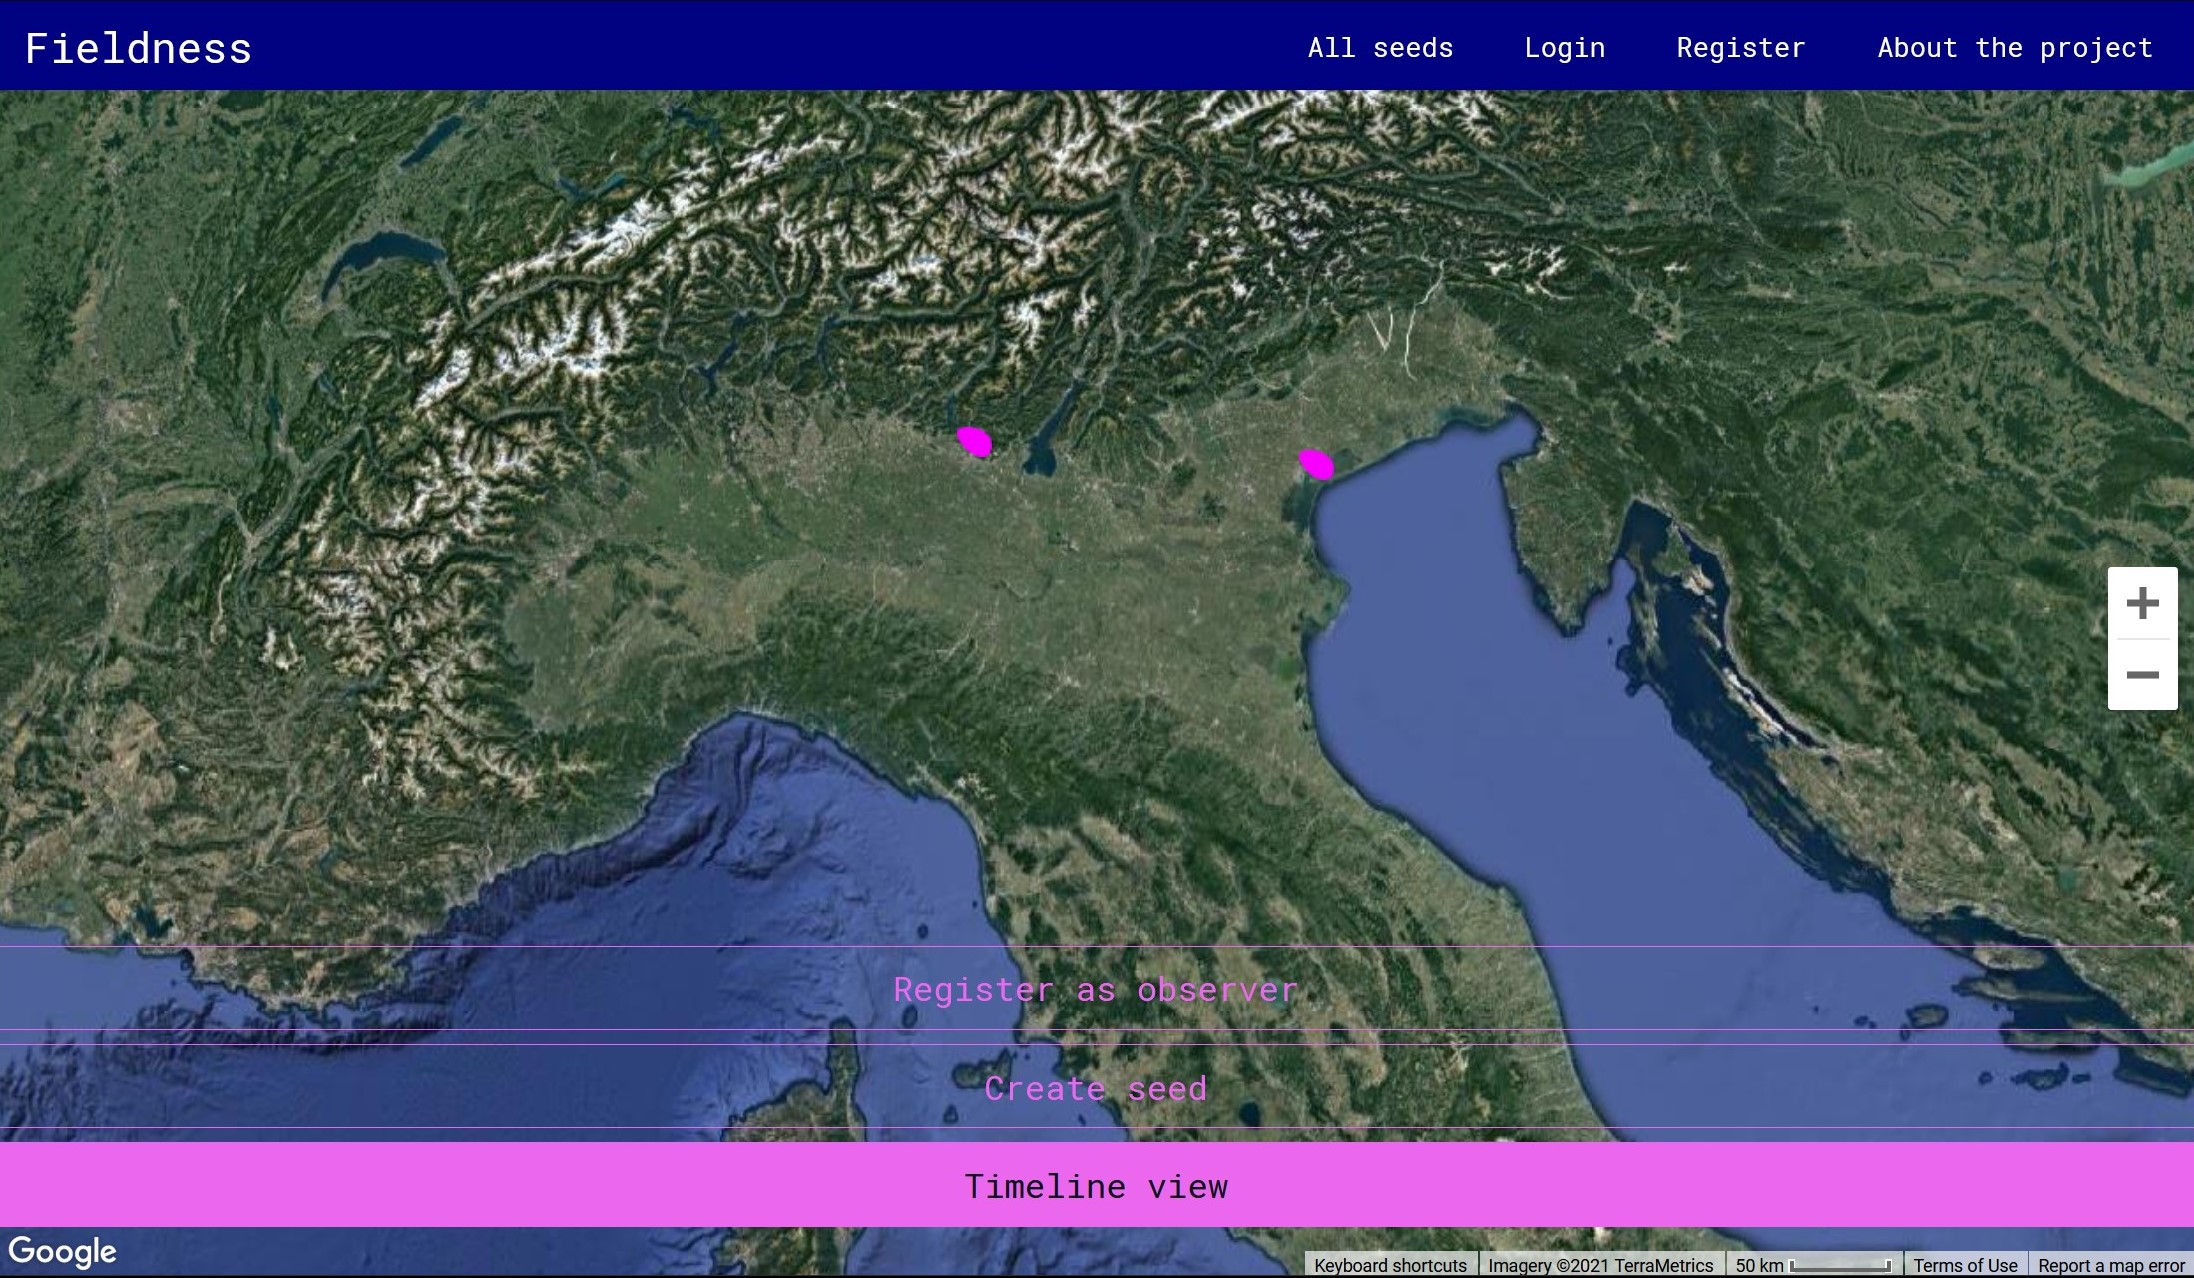 Fieldness
All seeds
Login
Register
About the project
+
−
Register as observer
Create seed
Timeline view
Google
Keyboard shortcuts
Imagery ©2021 TerraMetrics
50 km
Terms of Use
Report a map error